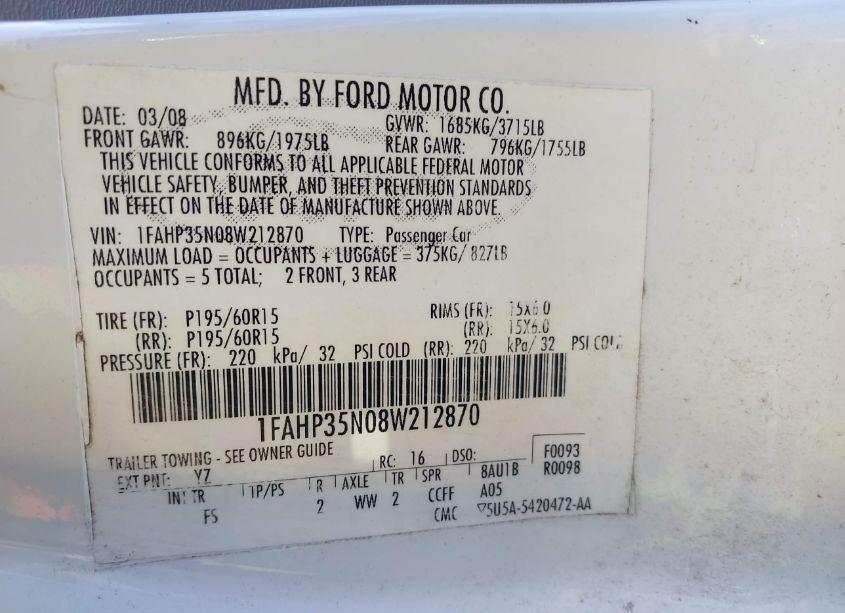 MFD. BY FORD MOTOR CO.
DATE: 03/08 GVWR: 1685KG/3715LB
FRONT GAWR: 896KG/1975LB REAR GAWR: 796KG/1755LB
THIS VEHICLE CONFORMS TO ALL APPLICABLE FEDERAL MOTOR
VEHICLE SAFETY, BUMPER, AND THEFT PREVENTION STANDARDS
IN EFFECT ON THE DATE OF MANUFACTURE SHOWN ABOVE.
VIN: 1FAHP35N08W212870 TYPE: Passenger Car
MAXIMUM LOAD = OCCUPANTS + LUGGAGE = 375KG/ 827LB
OCCUPANTS = 5 TOTAL; 2 FRONT, 3 REAR
TIRE (FR): P195/60R15 RIMS (FR): 15X6.0
(RR): P195/60R15 (RR): 15X6.0
PRESSURE (FR): 220 kPa/ 32 PSI COLD (RR): 220 kPa/ 32 PSI COLD
1FAHP35N08W212870
TRAILER TOWING - SEE OWNER GUIDE
EXT PNT: YZ RC: 16 DSO: F0093
INT TR TP/PS R AXLE TR SPR 8AU1B R0098
FS 2 WW 2 CCFF A05
CMC ▽5U5A-5420472-AA